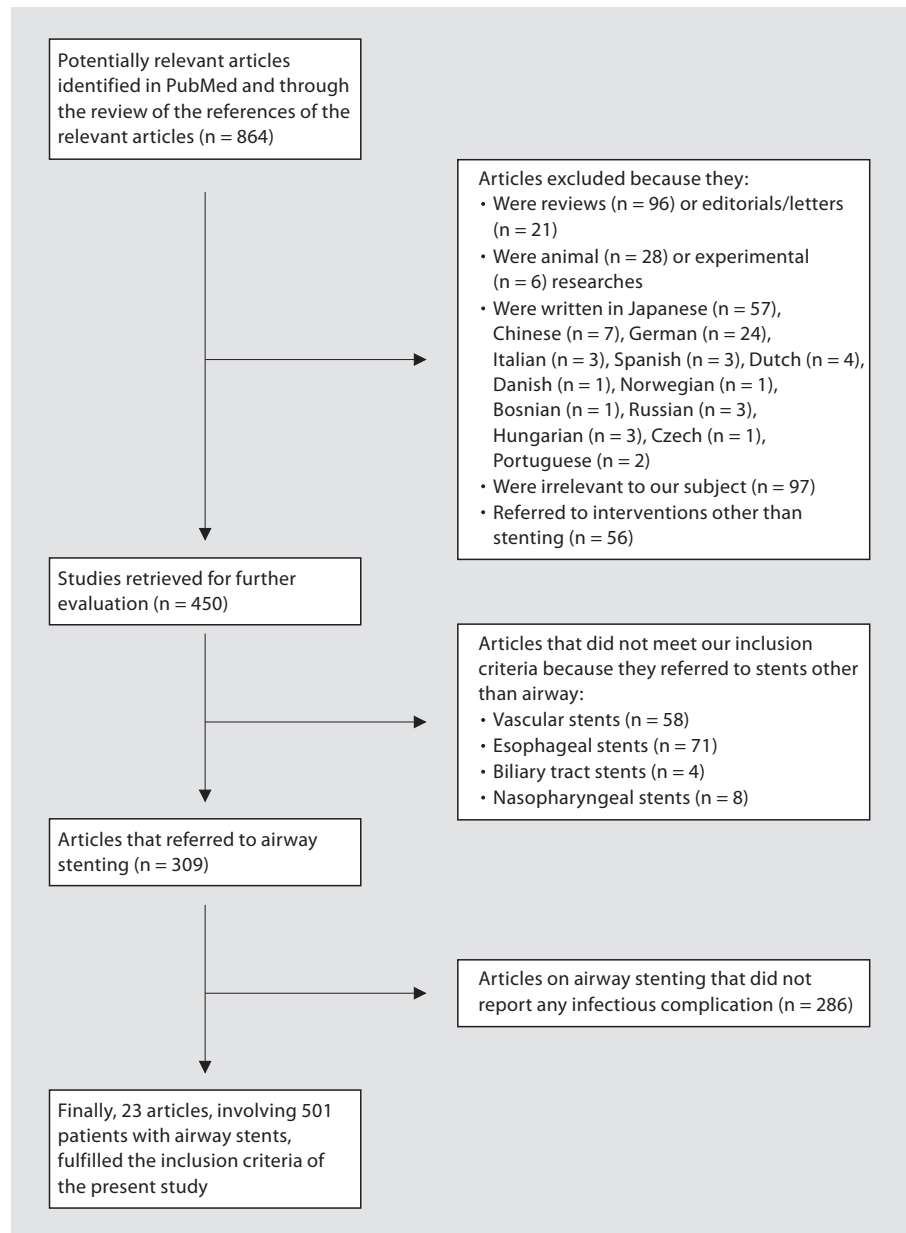 Potentially relevant articles
identified in PubMed and through
the review of the references of the
relevant articles (n = 864)
Articles excluded because they:
• Were reviews (n = 96) or editorials/letters
(n = 21)
• Were animal (n = 28) or experimental
(n = 6) researches
• Were written in Japanese (n = 57),
Chinese (n = 7), German (n = 24),
Italian (n = 3), Spanish (n = 3), Dutch (n = 4),
Danish (n = 1), Norwegian (n = 1),
Bosnian (n = 1), Russian (n = 3),
Hungarian (n = 3), Czech (n = 1),
Portuguese (n = 2)
• Were irrelevant to our subject (n = 97)
• Referred to interventions other than
stenting (n = 56)
Studies retrieved for further
evaluation (n = 450)
Articles that did not meet our inclusion
criteria because they referred to stents other
than airway:
• Vascular stents (n = 58)
• Esophageal stents (n = 71)
• Biliary tract stents (n = 4)
• Nasopharyngeal stents (n = 8)
Articles that referred to airway
stenting (n = 309)
Articles on airway stenting that did not
report any infectious complication (n = 286)
Finally, 23 articles, involving 501
patients with airway stents,
fulfilled the inclusion criteria of
the present study